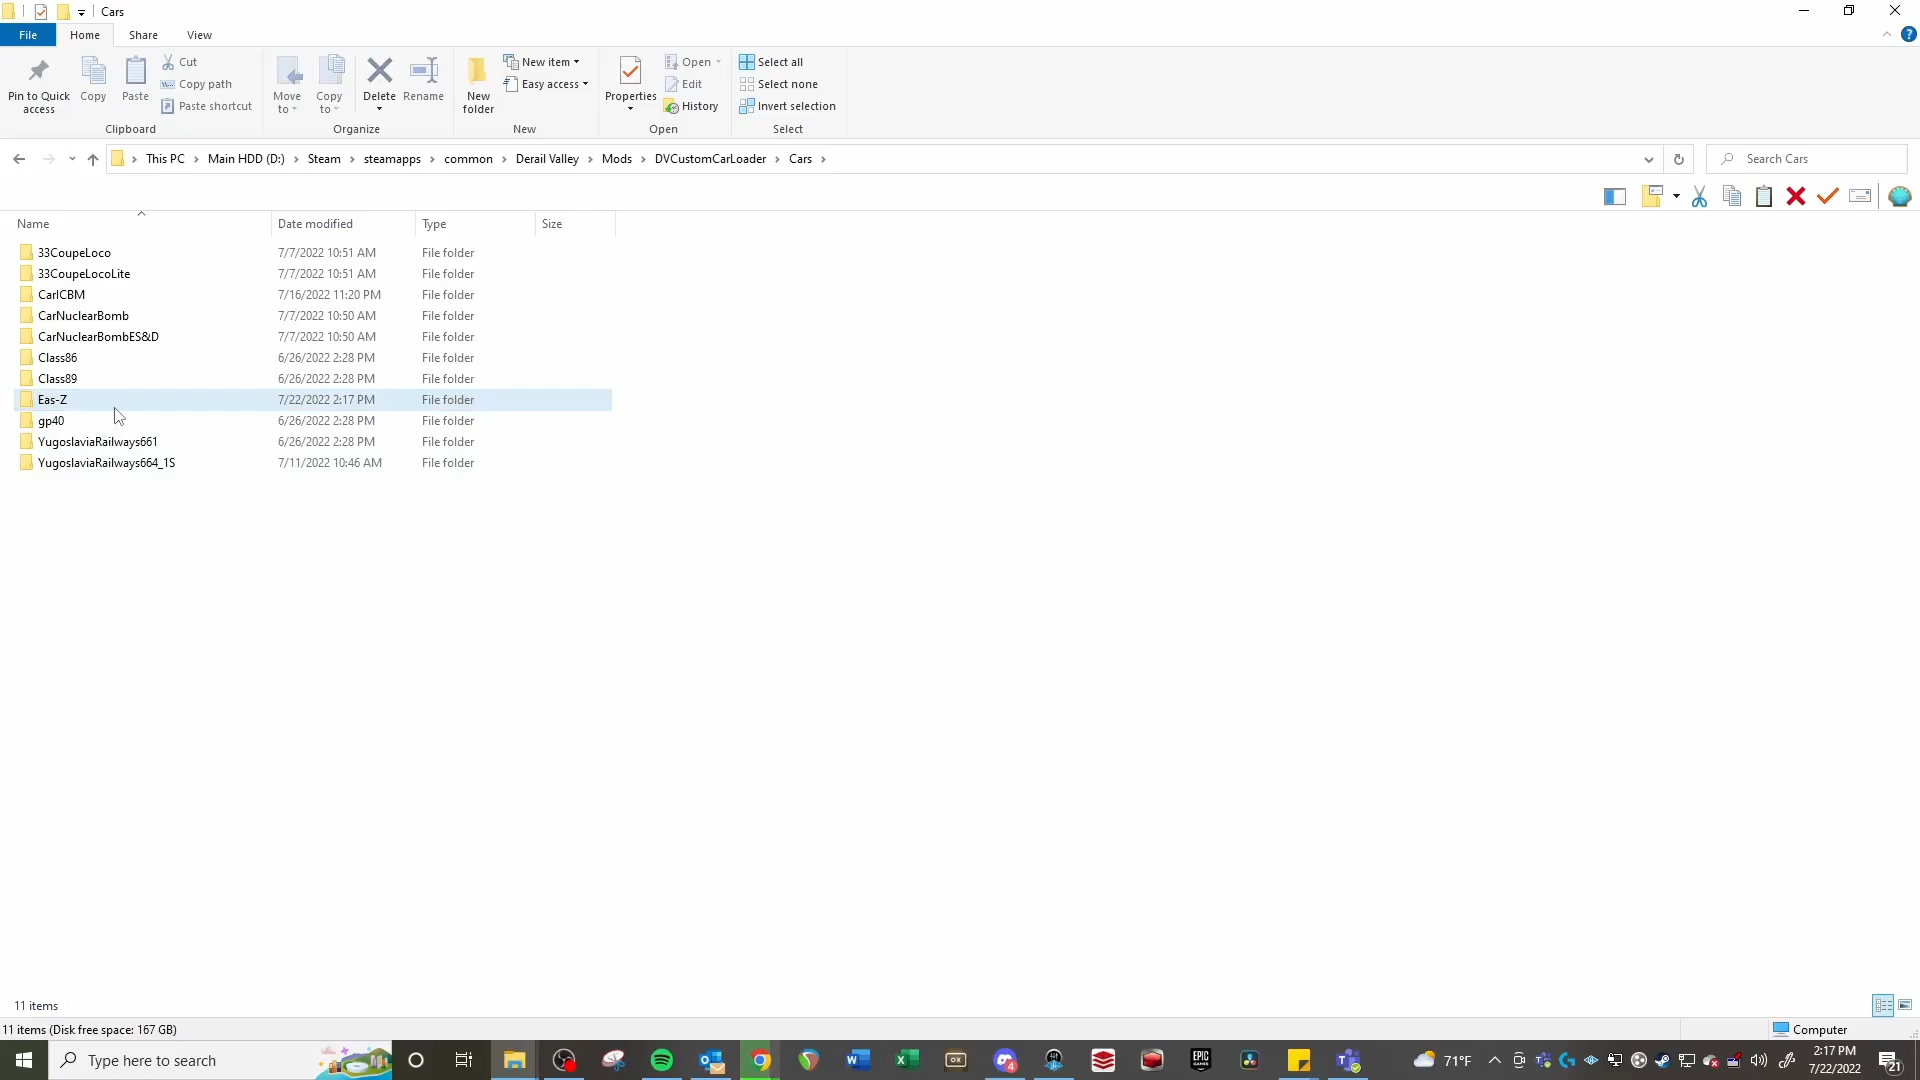 Cars
File Home Share View
Pin to Quick access
Copy
Paste
Cut
Copy path
Paste shortcut
Clipboard
Move to
Copy to
Delete
Rename
Organize
New folder
New item
Easy access
New
Properties
Open
Edit
History
Open
Select all
Select none
Invert selection
Select
This PC > Main HDD (D:) > Steam > steamapps > common > Derail Valley > Mods > DVCustomCarLoader > Cars >
Search Cars
Name Date modified Type Size
33CoupeLoco 7/7/2022 10:51 AM File folder
33CoupeLocoLite 7/7/2022 10:51 AM File folder
CarICBM 7/16/2022 11:20 PM File folder
CarNuclearBomb 7/7/2022 10:50 AM File folder
CarNuclearBombES&D 7/7/2022 10:50 AM File folder
Class86 6/26/2022 2:28 PM File folder
Class89 6/26/2022 2:28 PM File folder
Eas-Z 7/22/2022 2:17 PM File folder
gp40 6/26/2022 2:28 PM File folder
YugoslaviaRailways661 6/26/2022 2:28 PM File folder
YugoslaviaRailways664_1S 7/11/2022 10:46 AM File folder
11 items
11 items (Disk free space: 167 GB)
Computer
Type here to search
EPIC GAMES
4
71°F
2:17 PM
7/22/2022
21